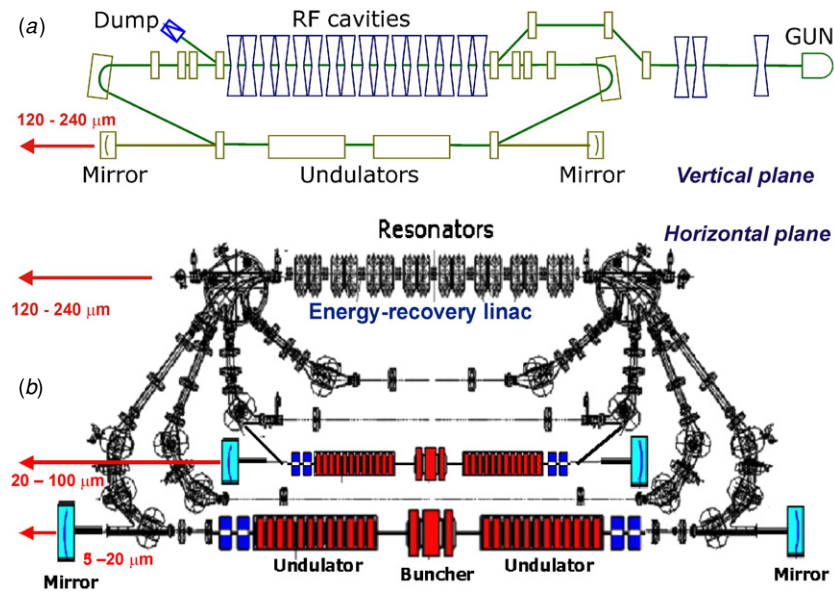 (a)
Dump
RF cavities
GUN
120 - 240 μm
Mirror
Undulators
Mirror
Vertical plane
Resonators
Horizontal plane
120 - 240 μm
Energy-recovery linac
(b)
20 – 100 μm
5 –20 μm
Mirror
Undulator
Buncher
Undulator
Mirror